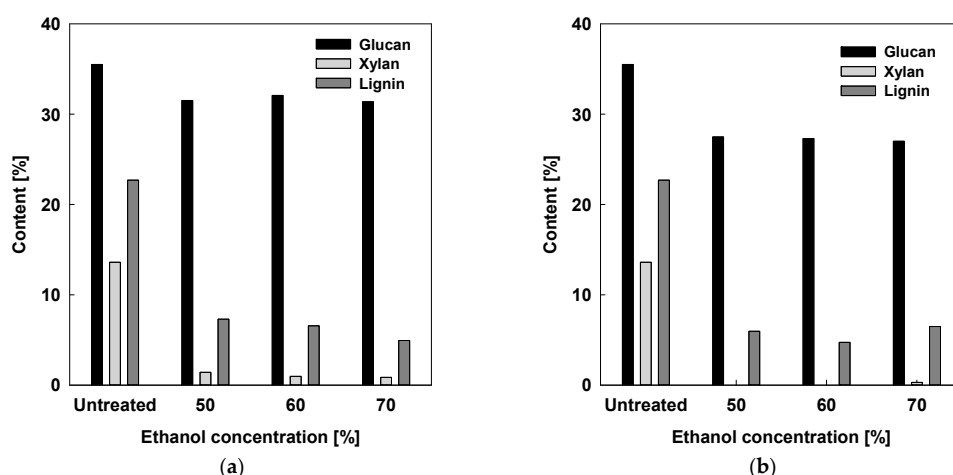 40
30
20
10
0
Content [%]
Glucan
Xylan
Lignin
Untreated 50 60 70
Ethanol concentration [%]
(a)
40
30
20
10
0
Content [%]
Glucan
Xylan
Lignin
Untreated 50 60 70
Ethanol concentration [%]
(b)